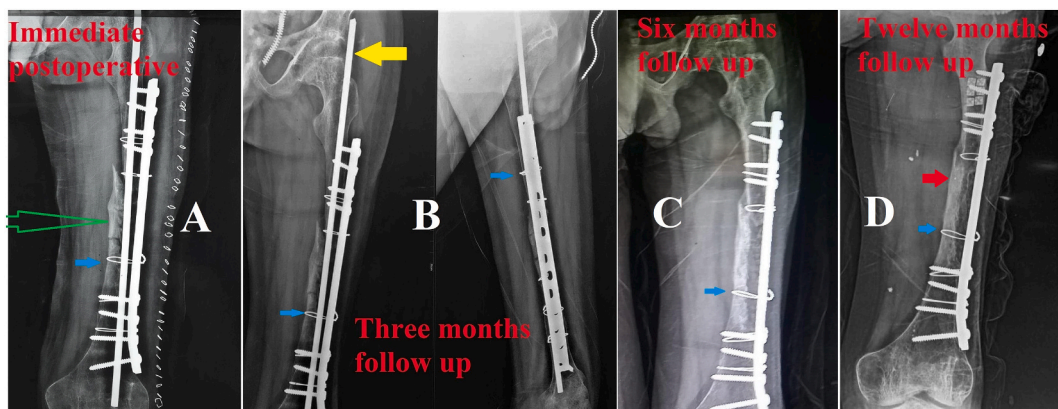 Immediate
postoperative
A
B
Three months
follow up
Six months
follow up
C
Twelve months
follow up
D